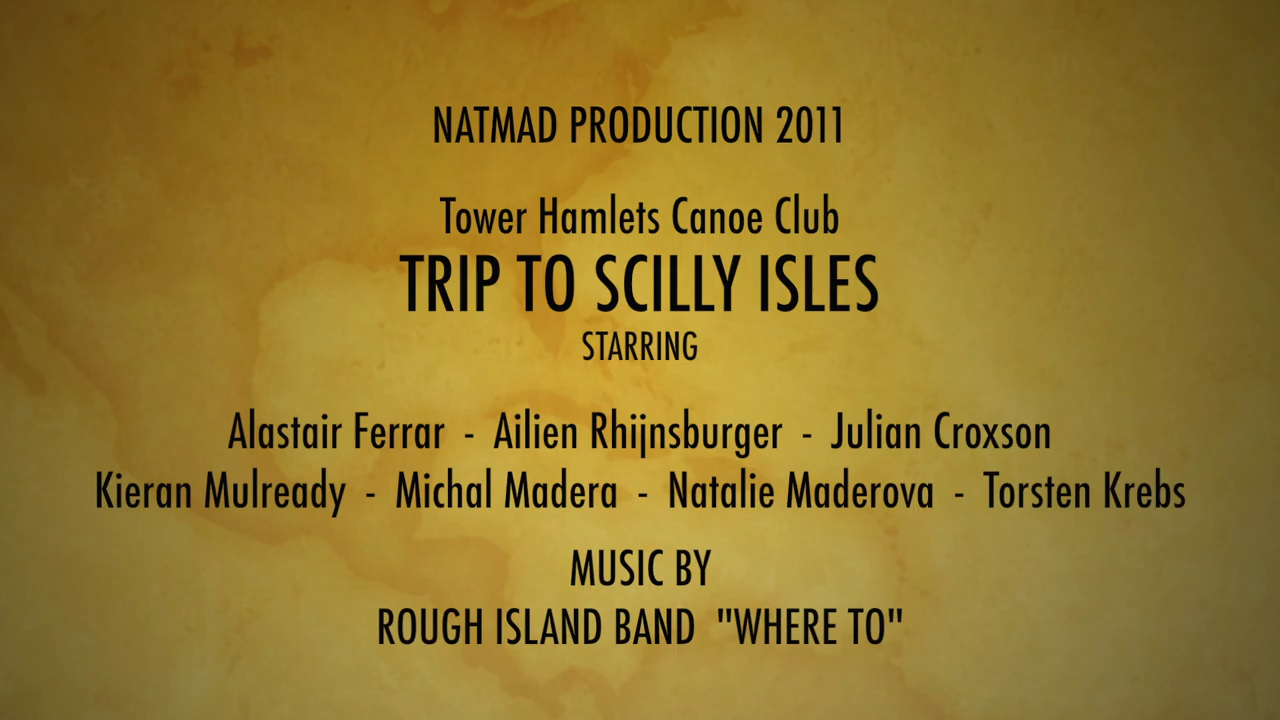 NATMAD PRODUCTION 2011
Tower Hamlets Canoe Club
TRIP TO SCILLY ISLES
STARRING
Alastair Ferrar - Ailien Rhijnsburger - Julian Croxson
Kieran Mulready - Michal Madera - Natalie Maderova - Torsten Krebs
MUSIC BY
ROUGH ISLAND BAND "WHERE TO"